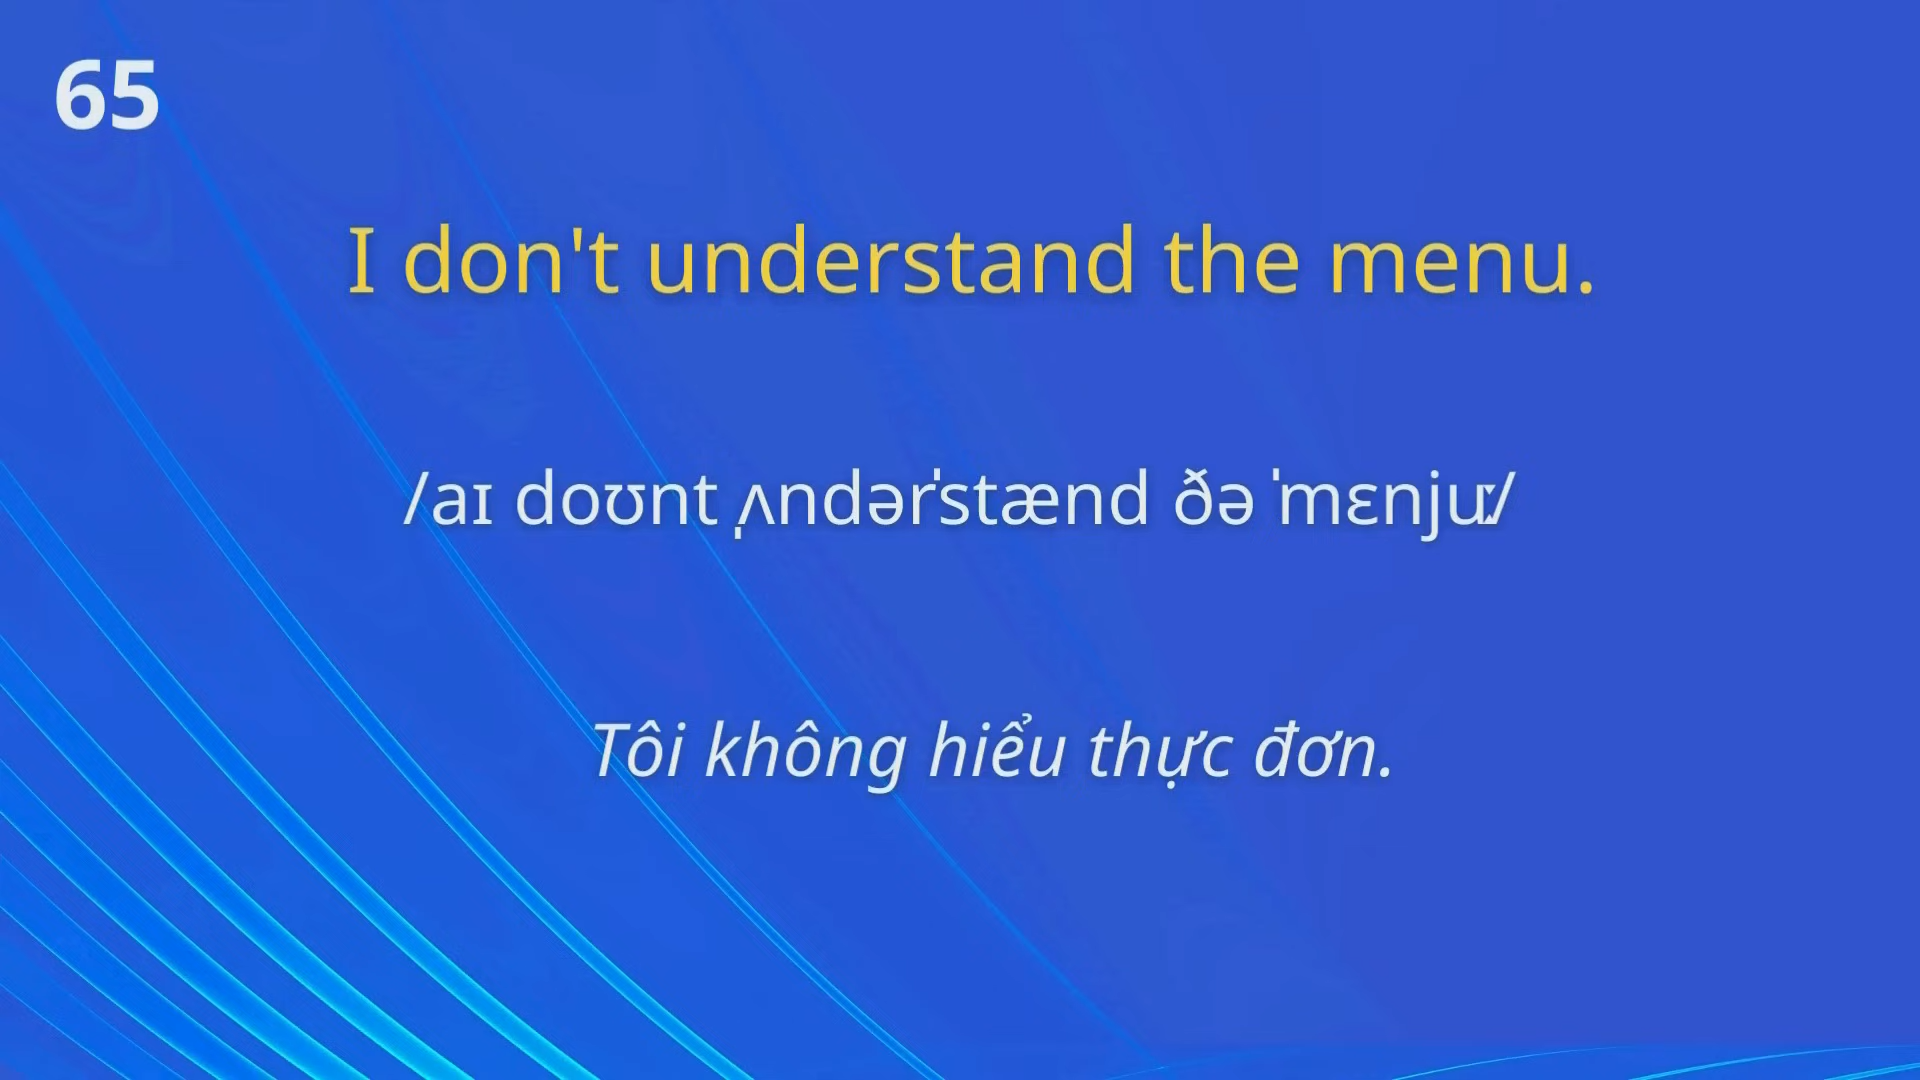 65
I don't understand the menu.
/aɪ doʊnt ˌʌndərˈstænd ðə ˈmɛnjuː/
Tôi không hiểu thực đơn.